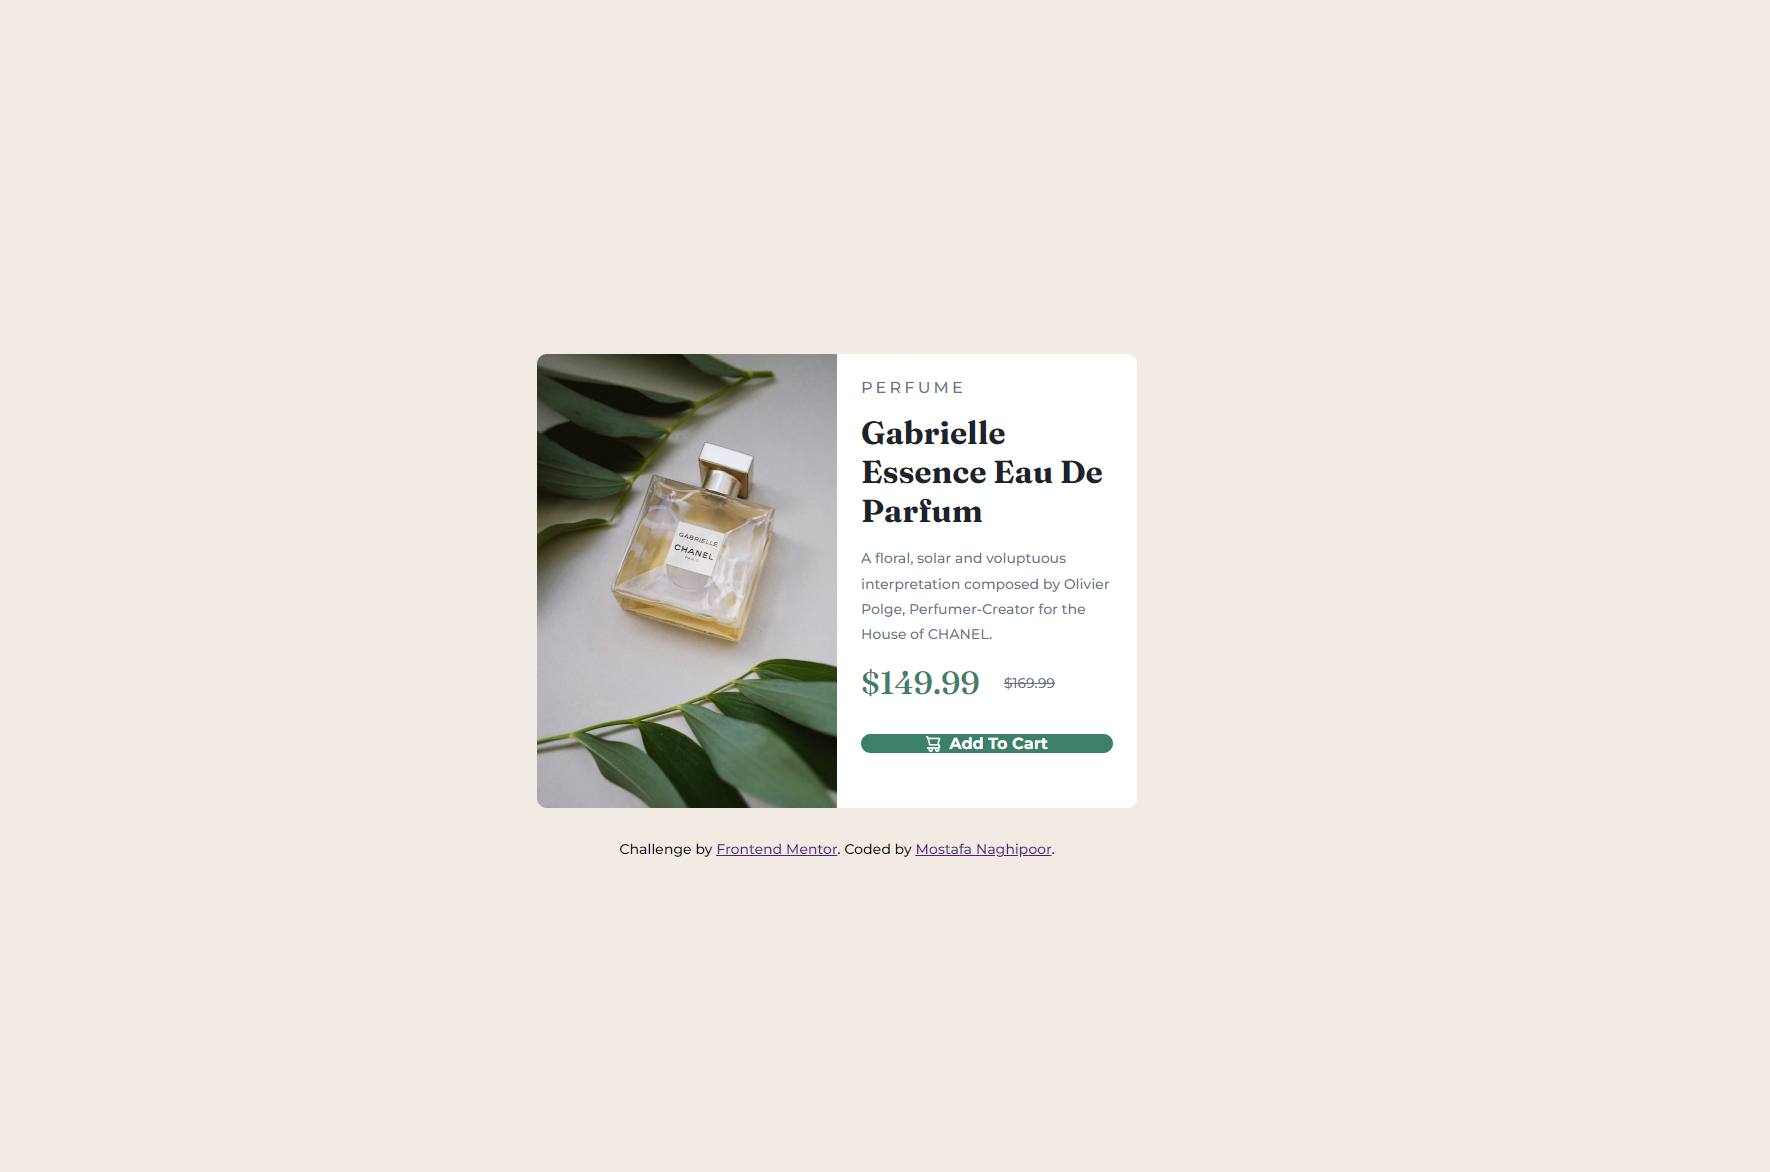 PERFUME
Gabrielle
Essence Eau De
Parfum
A floral, solar and voluptuous
interpretation composed by Olivier
Polge, Perfumer-Creator for the
House of CHANEL.
$149.99 $169.99
Add To Cart
GABRIELLE
CHANEL
PARIS
Challenge by Frontend Mentor. Coded by Mostafa Naghipoor.